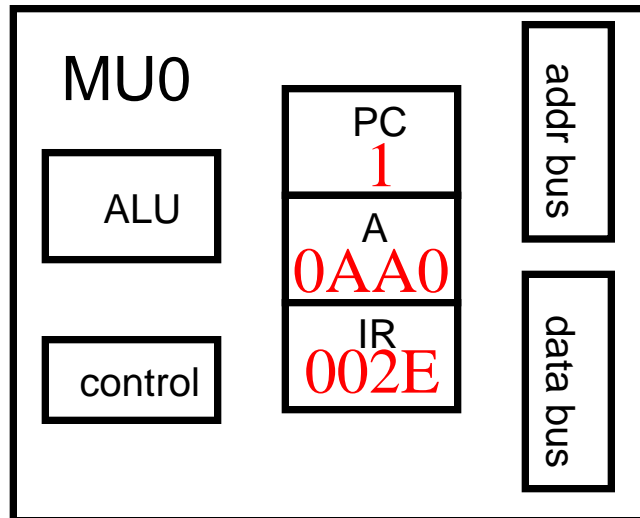 MU0
ALU
control
PC
1
A
0AA0
IR
002E
addr bus
data bus